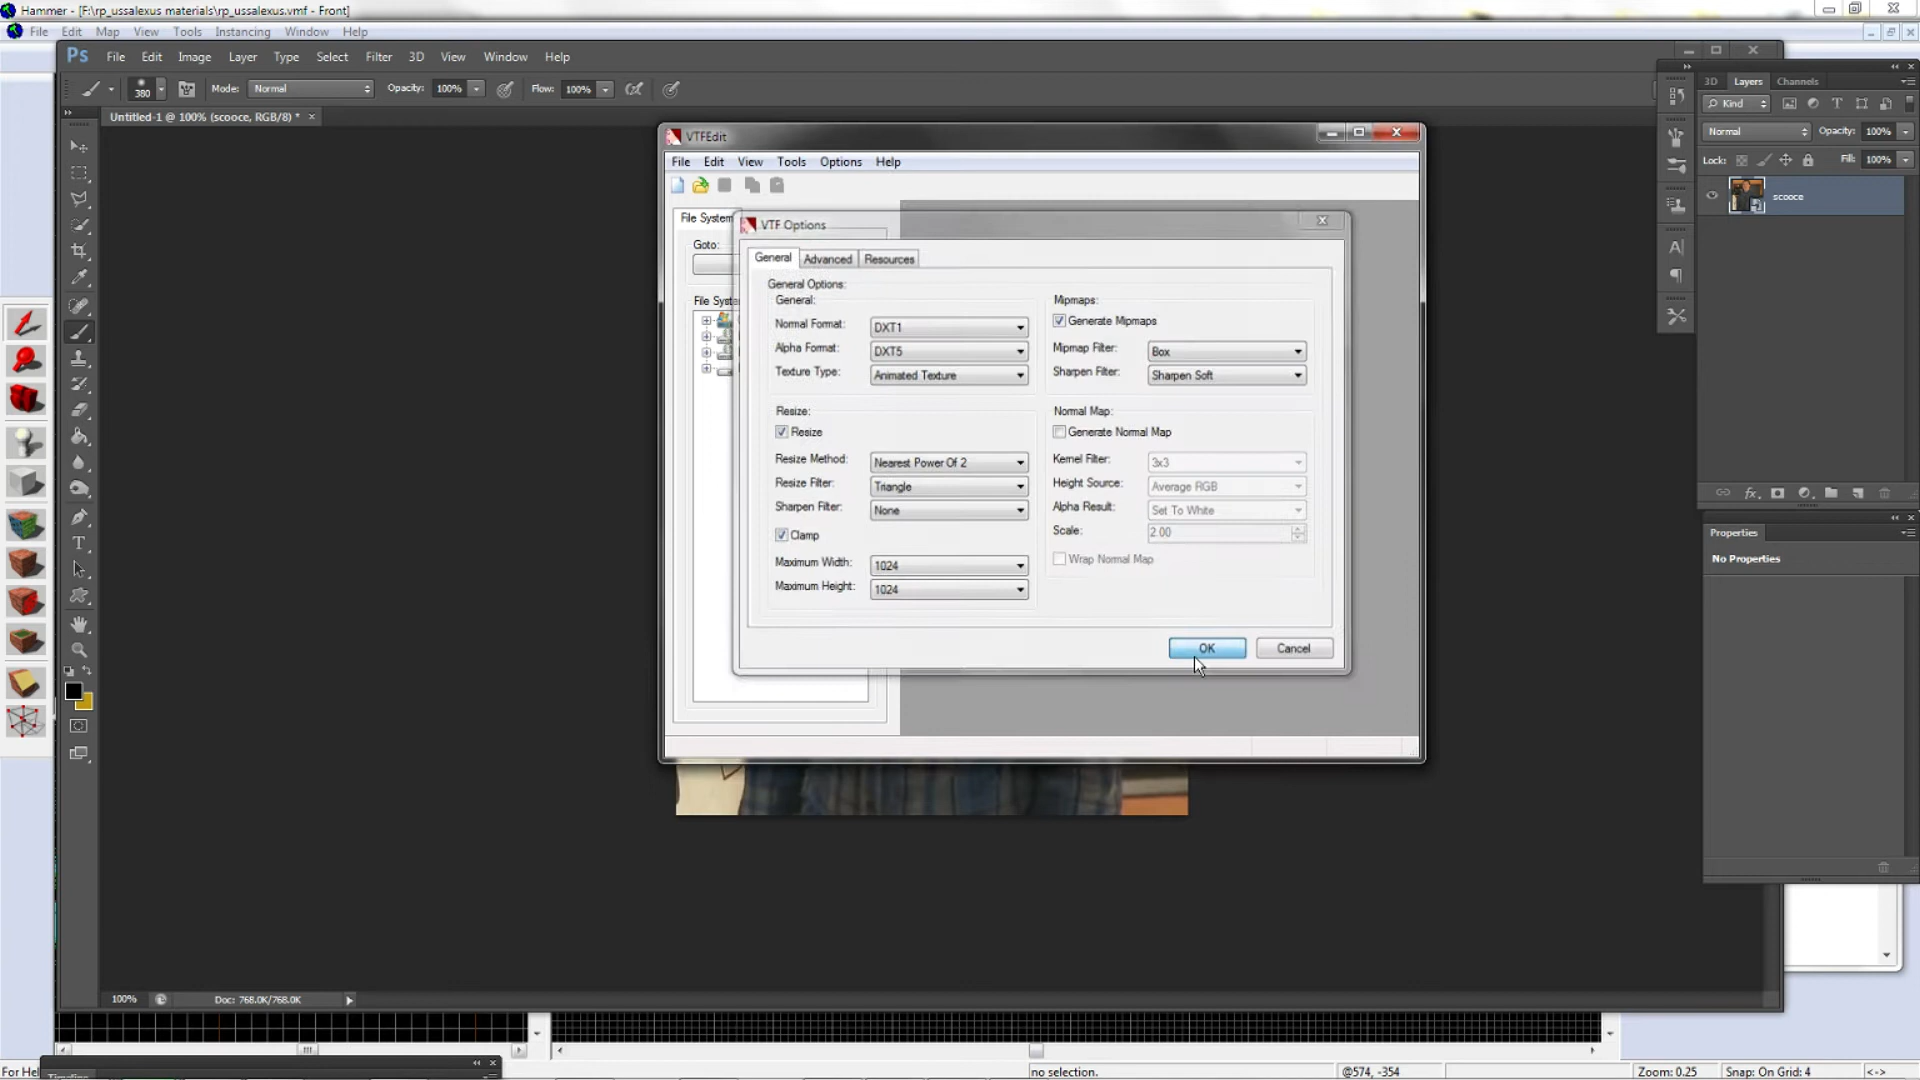 Hammer - [F:\rp_ussalexus materials\rp_ussalexus.vmf - Front]
File Edit Map View Tools Instancing Window Help
Ps File Edit Image Layer Type Select Filter 3D View Window Help
380 Mode: Normal Opacity: 100% Flow: 100%
Untitled-1 @ 100% (scooce, RGB/8) * ×
3D Layers Channels
Kind
Normal Opacity: 100%
Lock: Fill: 100%
scooce
Properties
No Properties
VTFEdit
File Edit View Tools Options Help
File System
Goto:
File Syste
VTF Options
General Advanced Resources
General Options:
General:
Normal Format: DXT1
Alpha Format: DXT5
Texture Type: Animated Texture
Resize:
Resize
Resize Method: Nearest Power Of 2
Resize Filter: Triangle
Sharpen Filter: None
Clamp
Maximum Width: 1024
Maximum Height: 1024
Mipmaps:
Generate Mipmaps
Mipmap Filter: Box
Sharpen Filter: Sharpen Soft
Normal Map:
Generate Normal Map
Kernel Filter: 3x3
Height Source: Average RGB
Alpha Result: Set To White
Scale: 2.00
Wrap Normal Map
OK Cancel
100% Doc: 768.0K/768.0K
For Hel no selection. @574, -354 Zoom: 0.25 Snap: On Grid: 4 <->